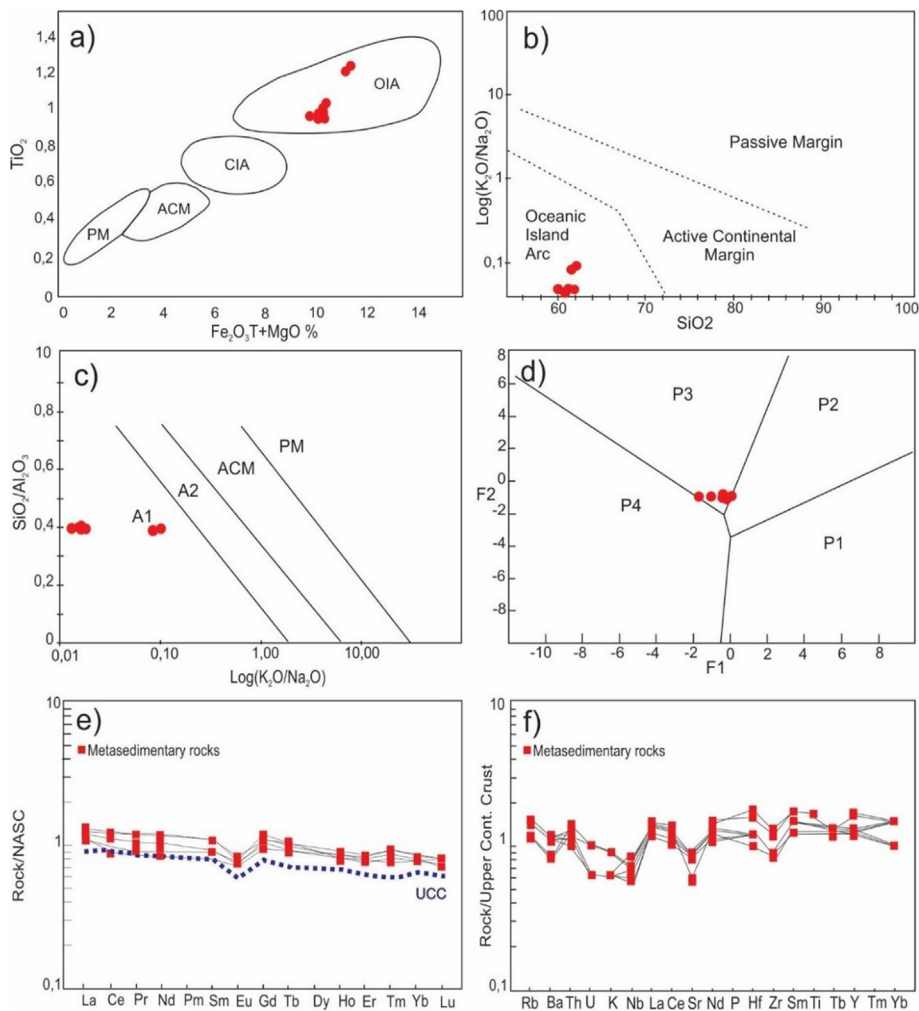 a)
1,4
1,2
1
0,8
0,6
0,4
0,2
0
TiO₂
OIA
CIA
ACM
PM
0 2 4 6 8 10 12 14
Fe₂O₃T+MgO %
b)
100
10
1
0,1
Log(K₂O/Na₂O)
Passive Margin
Oceanic
Island
Arc
Active Continental
Margin
60 70 80 90 100
SiO2
c)
10
0,8
0,6
0,4
0,2
0
SiO₂/Al₂O₃
PM
ACM
A2
A1
0,01 0,10 1,00 10,00
Log(K₂O/Na₂O)
d)
8
6
4
2
0
-2
-4
-6
-8
F2
P3
P2
P4
P1
-10 -8 -6 -4 -2 0 2 4 6 8
F1
e)
10
1
0,1
Rock/NASC
Metasedimentary rocks
UCC
La Ce Pr Nd Pm Sm Eu Gd Tb Dy Ho Er Tm Yb Lu
f)
10
1
0,1
Rock/Upper Cont. Crust
Metasedimentary rocks
Rb Ba Th U K Nb La Ce Sr Nd P Hf Zr Sm Ti Tb Y Tm Yb